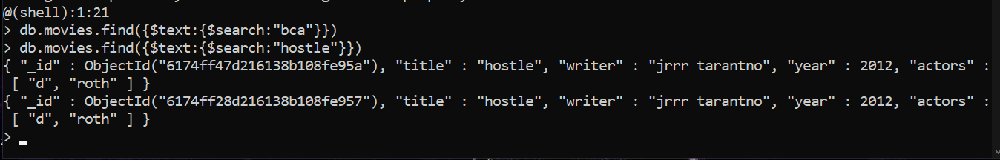 @(shell):1:21
> db.movies.find({$text:{$search:"bca"}})
> db.movies.find({$text:{$search:"hostle"}})
{ "_id" : ObjectId("6174ff47d216138b108fe95a"), "title" : "hostle", "writer" : "jrrr tarantno", "year" : 2012, "actors" :
[ "d", "roth" ] }
{ "_id" : ObjectId("6174ff28d216138b108fe957"), "title" : "hostle", "writer" : "jrrr tarantno", "year" : 2012, "actors" :
[ "d", "roth" ] }
>